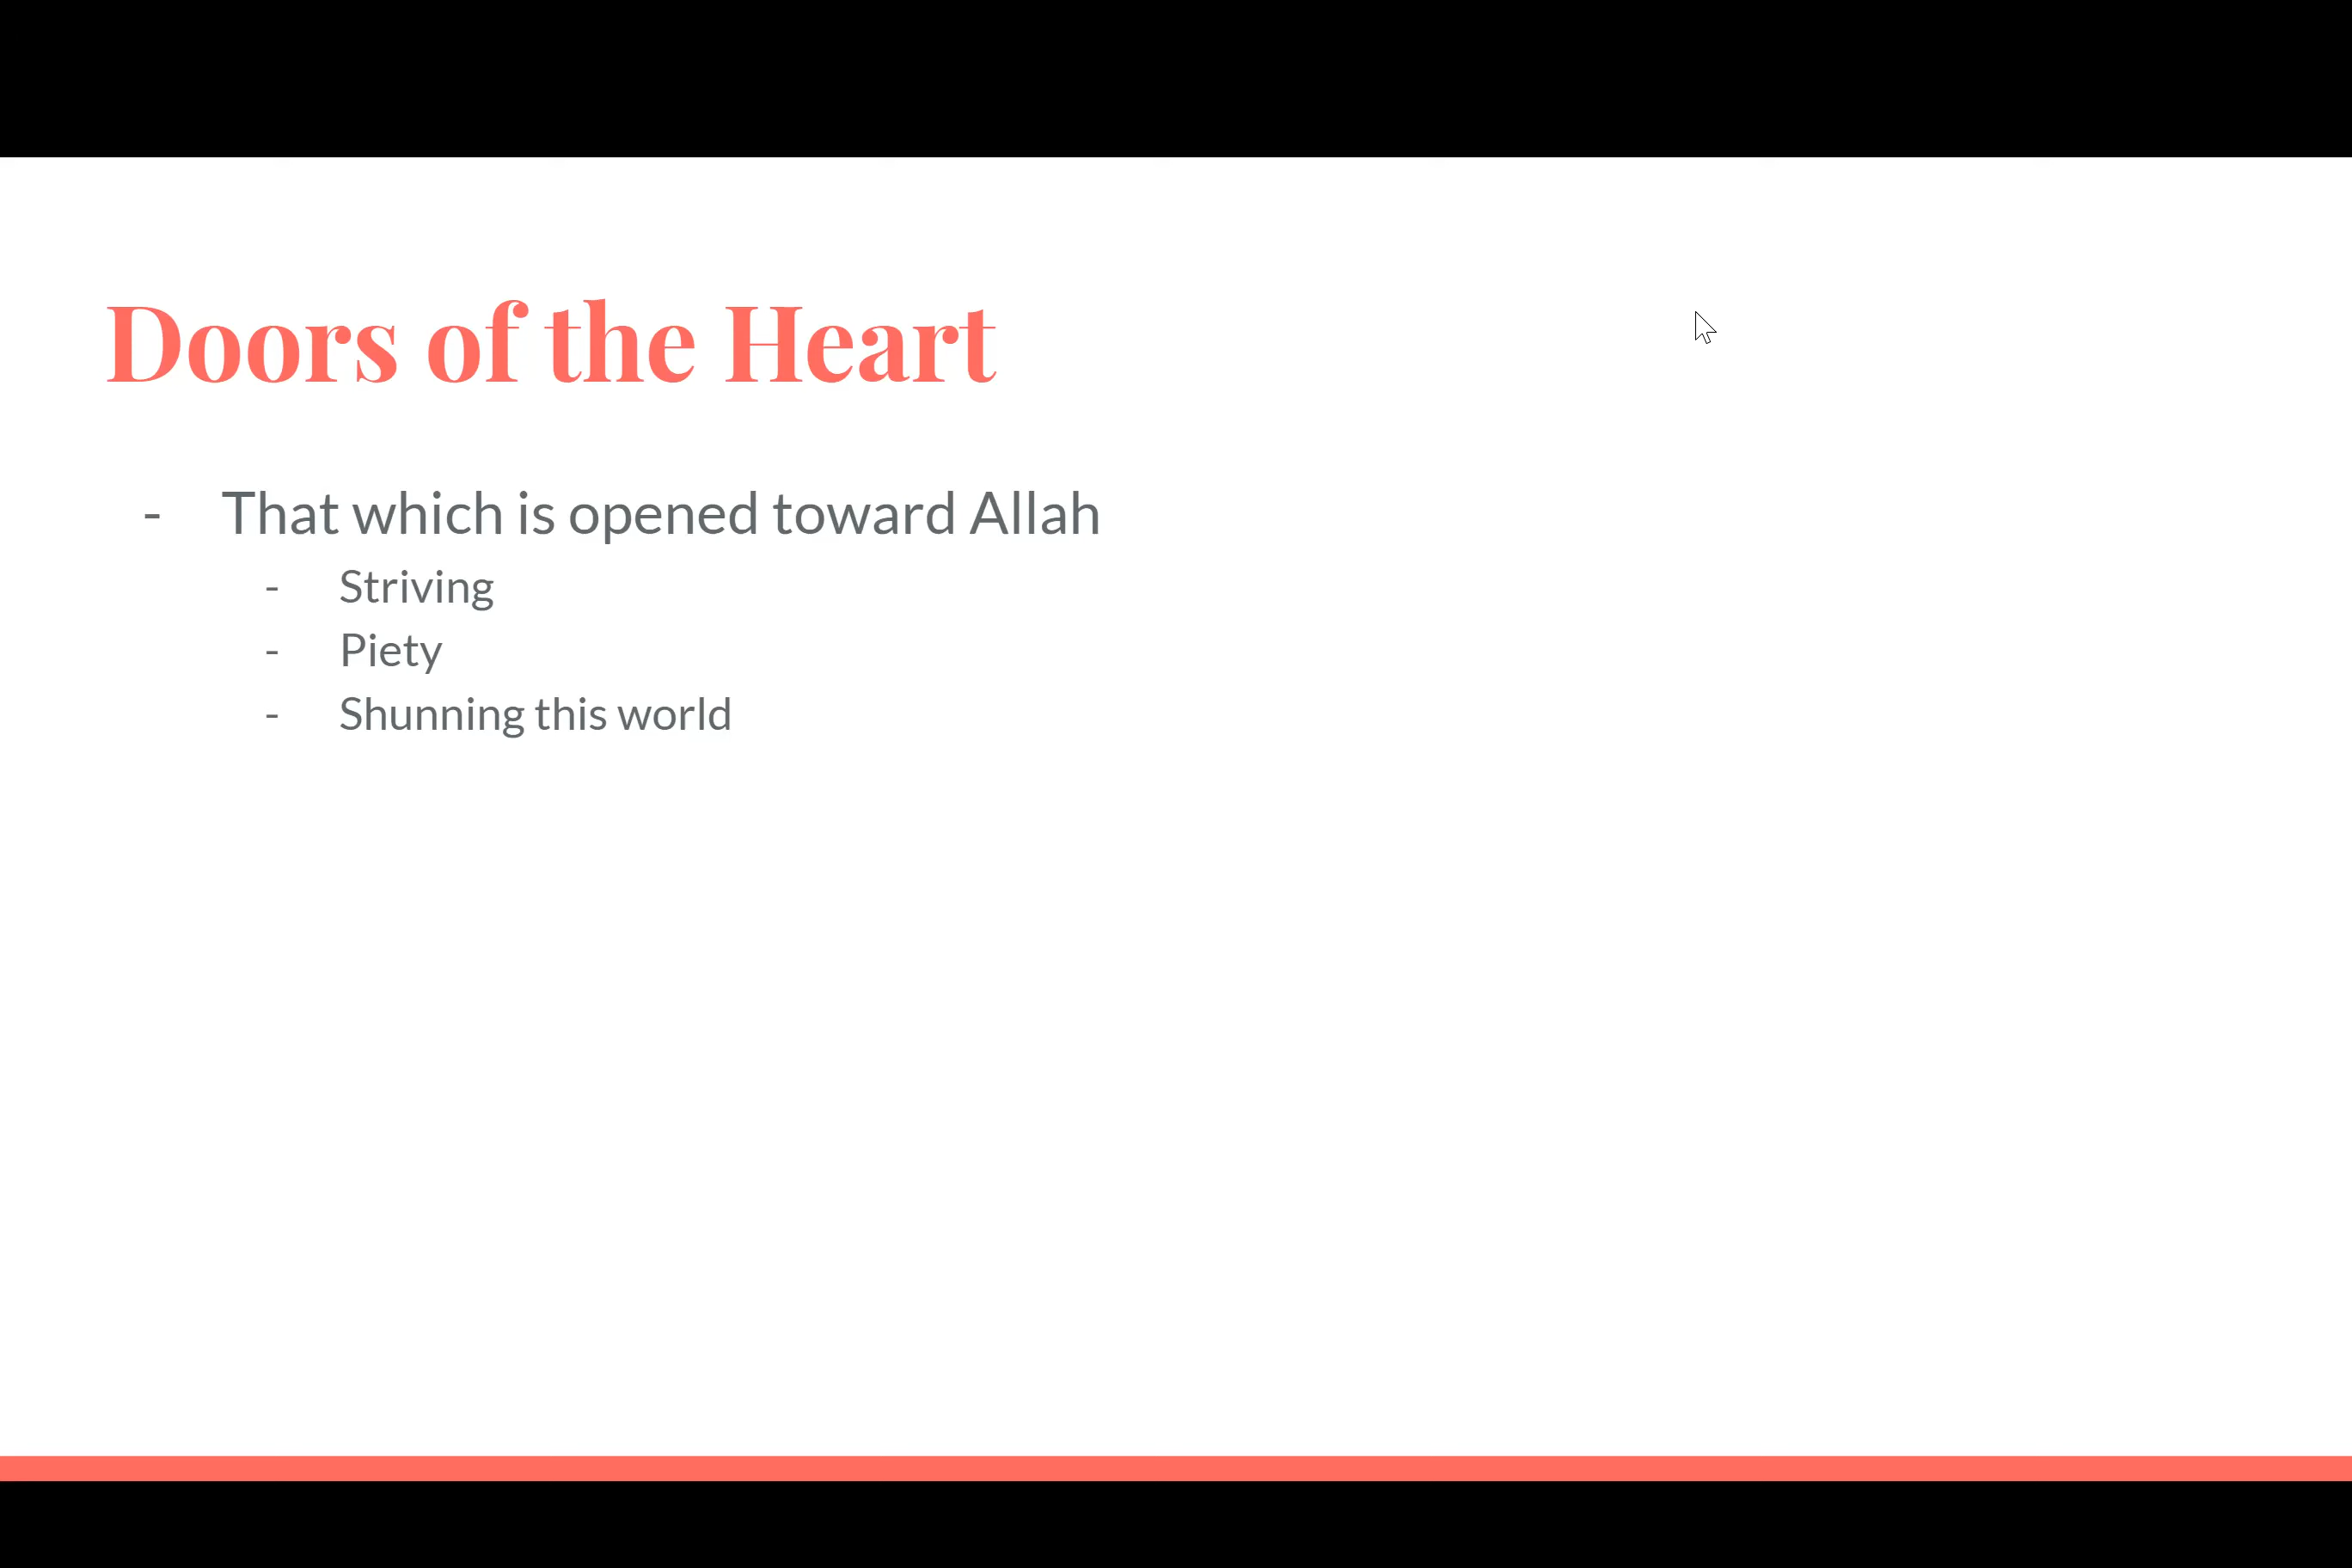 Doors of the Heart
- That which is opened toward Allah
- Striving
- Piety
- Shunning this world